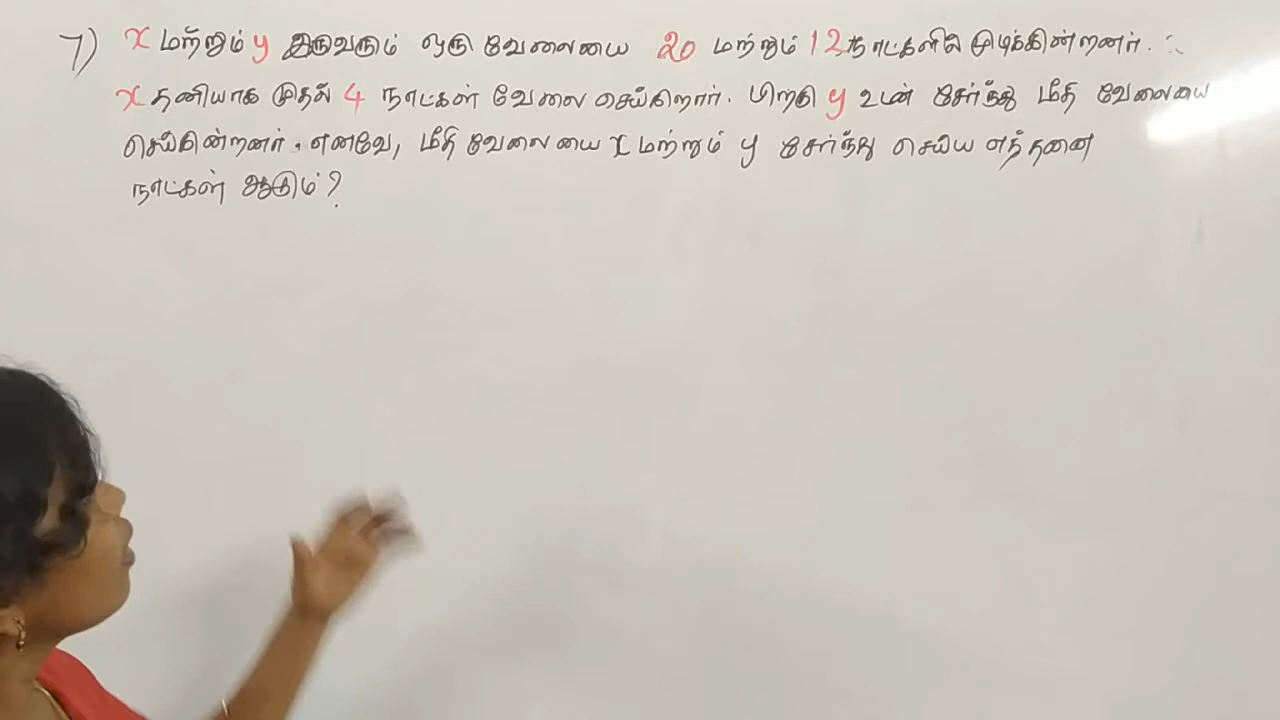 7) x மற்றும் y இருவரும் ஒரு வேலையை 20 மற்றும் 12 நாட்களில் முடிக்கின்றனர்.
x தனியாக முதல் 4 நாட்கள் வேலை செய்கிறார். பிறகு y உடன் சேர்ந்து மீதி வேலையை
செய்கின்றனர். எனவே, மீதி வேலையை x மற்றும் y சேர்ந்து செய்ய எத்தனை
நாட்கள் ஆகும்?